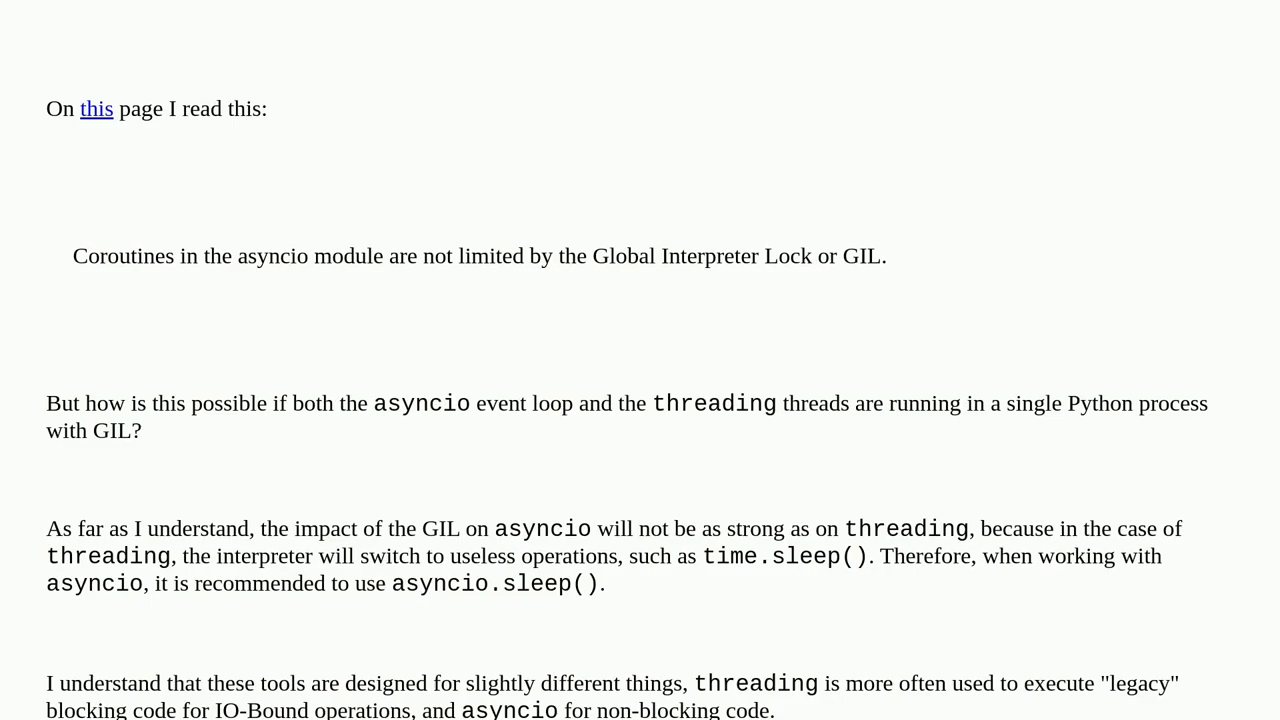 On this page I read this:
Coroutines in the asyncio module are not limited by the Global Interpreter Lock or GIL.
But how is this possible if both the asyncio event loop and the threading threads are running in a single Python process
with GIL?
As far as I understand, the impact of the GIL on asyncio will not be as strong as on threading, because in the case of
threading, the interpreter will switch to useless operations, such as time.sleep(). Therefore, when working with
asyncio, it is recommended to use asyncio.sleep().
I understand that these tools are designed for slightly different things, threading is more often used to execute "legacy"
blocking code for IO-Bound operations, and asyncio for non-blocking code.